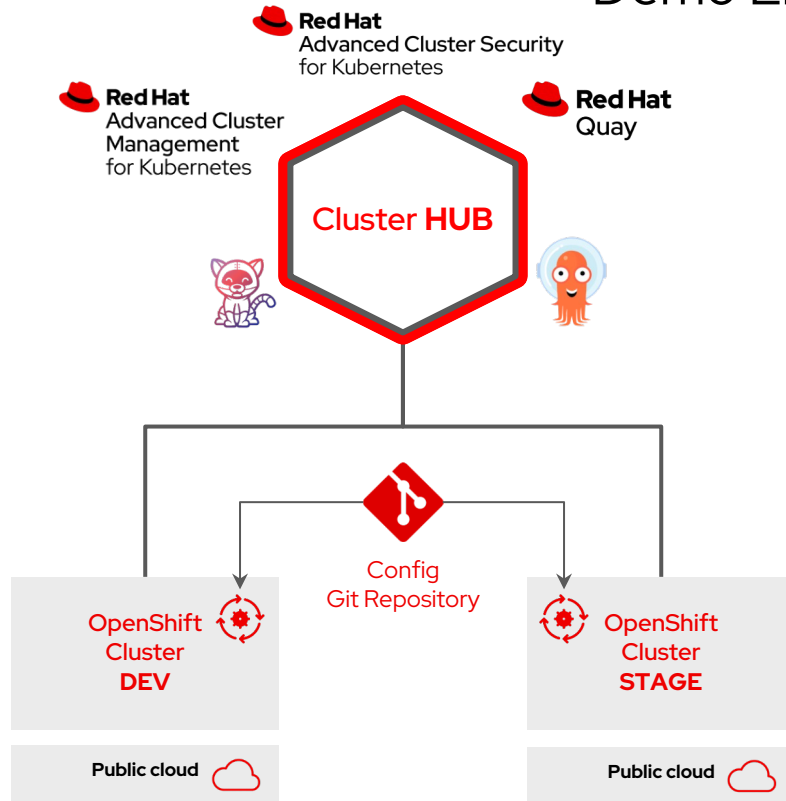 Red Hat
Advanced Cluster Security
for Kubernetes
Red Hat
Advanced Cluster
Management
for Kubernetes
Red Hat
Quay
Cluster HUB
Config
Git Repository
OpenShift
Cluster
DEV
OpenShift
Cluster
STAGE
Public cloud
Public cloud